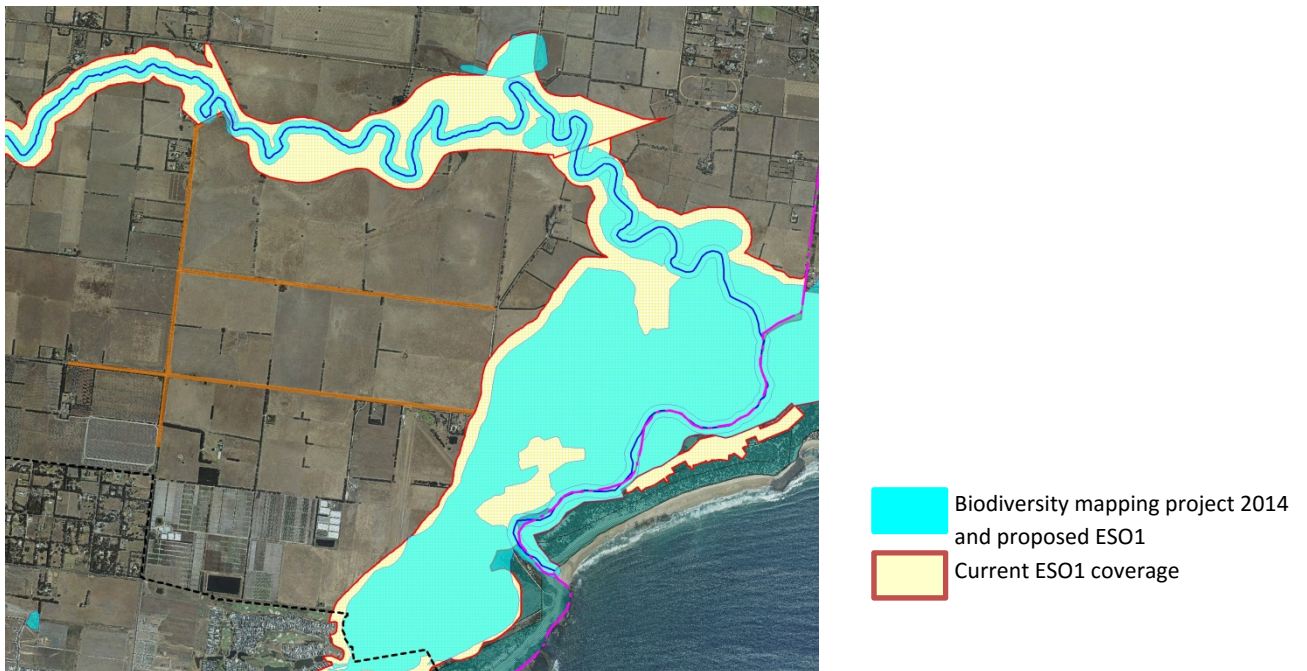 Biodiversity mapping project 2014
and proposed ESO1
Current ESO1 coverage